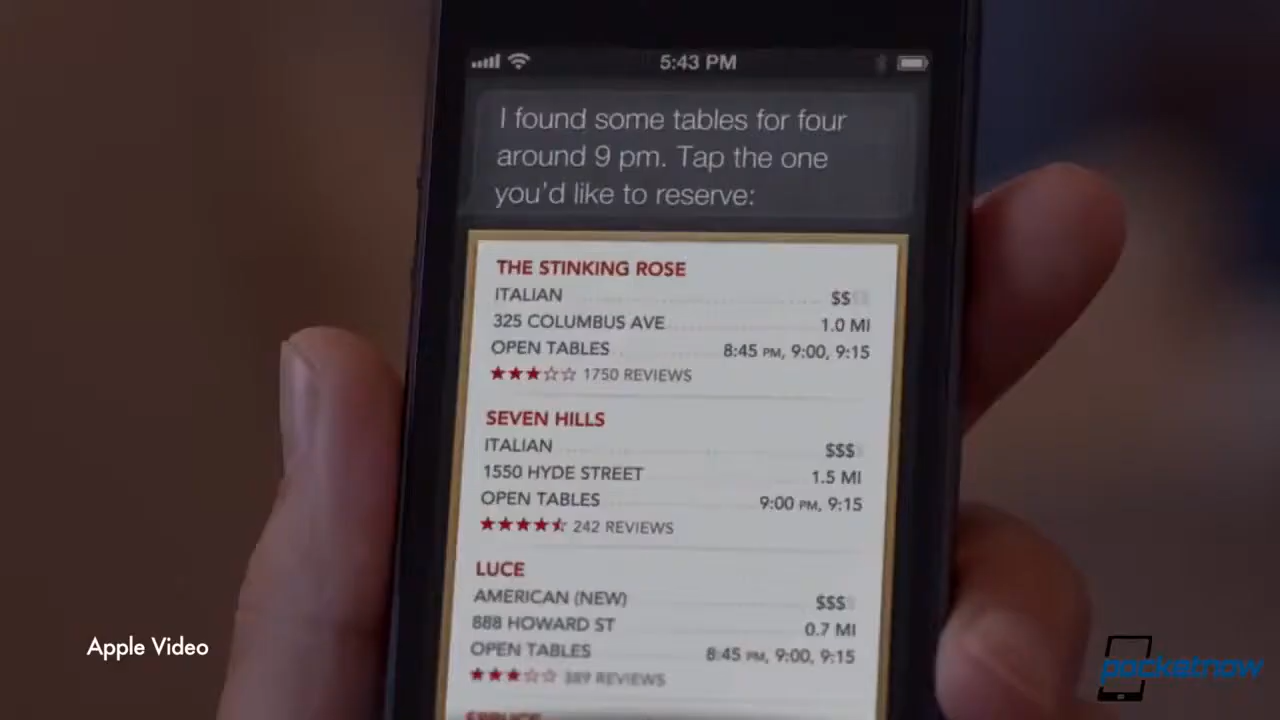 5:43 PM
I found some tables for four
around 9 pm. Tap the one
you'd like to reserve:
THE STINKING ROSE
ITALIAN $$
325 COLUMBUS AVE 1.0 MI
OPEN TABLES 8:45 PM, 9:00, 9:15
1750 REVIEWS
SEVEN HILLS
ITALIAN $$$
1550 HYDE STREET 1.5 MI
OPEN TABLES 9:00 PM, 9:15
242 REVIEWS
LUCE
AMERICAN (NEW) $$$
888 HOWARD ST 0.7 MI
OPEN TABLES 8:45 PM, 9:00, 9:15
389 REVIEWS
SPRUCE
Apple Video
pocketnow